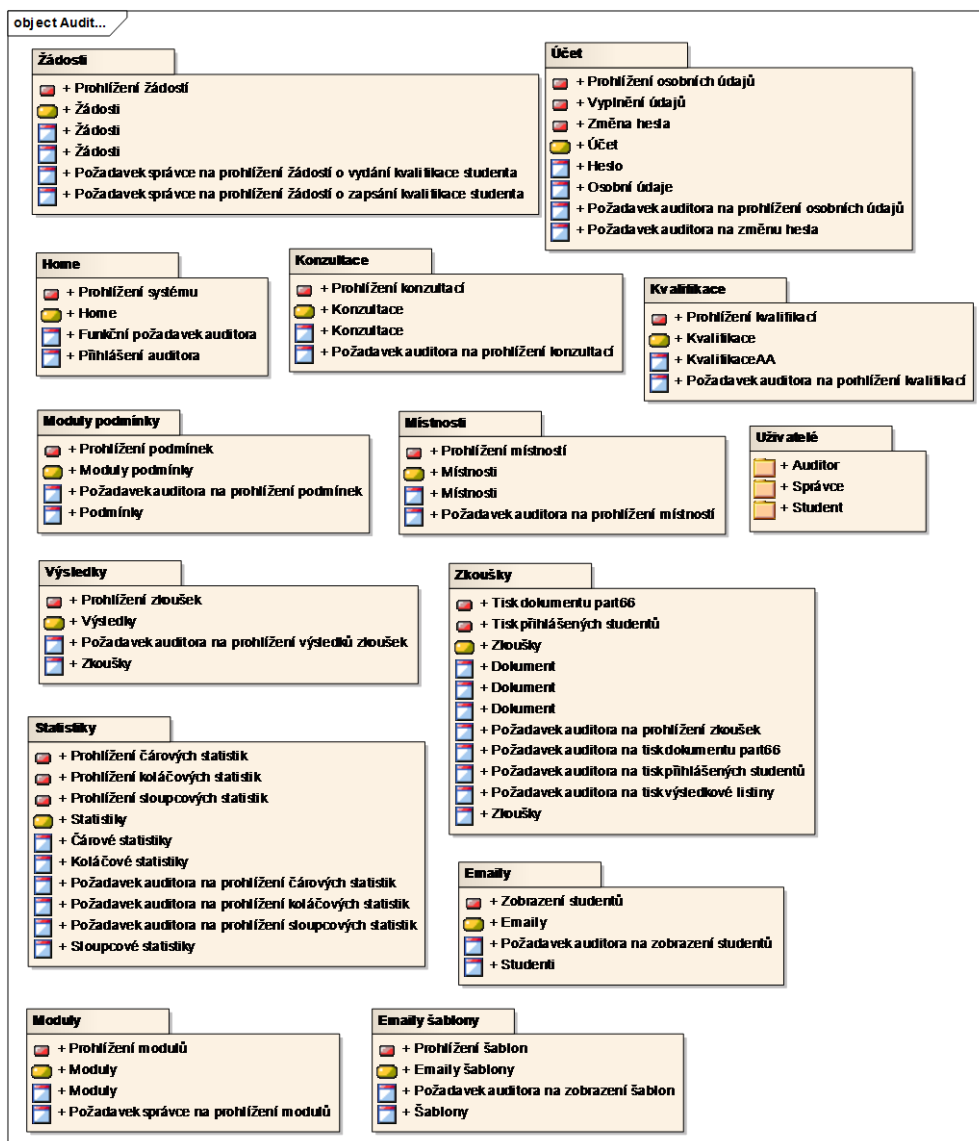 object Audit...
Žádosti
+ Prohlížení žádostí
+ Žádosti
+ Žádosti
+ Žádosti
+ Požadavek správce na prohlížení žádostí o vydání kvalifikace studenta
+ Požadavek správce na prohlížení žádostí o zapsání kvalifikace studenta
Účet
+ Prohlížení osobních údajů
+ Vyplnění údajů
+ Změna hesla
+ Účet
+ Heslo
+ Osobní údaje
+ Požadavek auditora na prohlížení osobních údajů
+ Požadavek auditora na změnu hesla
Home
+ Prohlížení systému
+ Home
+ Funkční požadavek auditora
+ Přihlášení auditora
Konzultace
+ Prohlížení konzultací
+ Konzultace
+ Konzultace
+ Požadavek auditora na prohlížení konzultací
Kvalifikace
+ Prohlížení kvalifikací
+ Kvalifikace
+ KvalifikaceAA
+ Požadavek auditora na porhlížení kvalifikací
Moduly podmínky
+ Prohlížení podmínek
+ Moduly podmínky
+ Požadavek auditora na prohlížení podmínek
+ Podmínky
Místnosti
+ Prohlížení místností
+ Místnosti
+ Místnosti
+ Požadavek auditora na prohlížení místností
Uživatelé
+ Auditor
+ Správce
+ Student
Výsledky
+ Prohlížení zkoušek
+ Výsledky
+ Požadavek auditora na prohlížení výsledků zkoušek
+ Zkoušky
Zkoušky
+ Tisk dokumentu part66
+ Tisk přihlášených studentů
+ Zkoušky
+ Dokument
+ Dokument
+ Dokument
+ Požadavek auditora na prohlížení zkoušek
+ Požadavek auditora na tisk dokumentu part66
+ Požadavek auditora na tisk přihlášených studentů
+ Požadavek auditora na tisk výsledkové listiny
+ Zkoušky
Statistiky
+ Prohlížení čárových statistik
+ Prohlížení koláčových statistik
+ Prohlížení sloupcových statistik
+ Statistiky
+ Čárové statistiky
+ Koláčové statistiky
+ Požadavek auditora na prohlížení čárových statistik
+ Požadavek auditora na prohlížení koláčových statistik
+ Požadavek auditora na prohlížení sloupcových statistik
+ Sloupcové statistiky
Emaily
+ Zobrazení studentů
+ Emaily
+ Požadavek auditora na zobrazení studentů
+ Studenti
Moduly
+ Prohlížení modulů
+ Moduly
+ Moduly
+ Požadavek správce na prohlížení modulů
Emaily šablony
+ Prohlížení šablon
+ Emaily šablony
+ Požadavek auditora na zobrazení šablon
+ Šablony